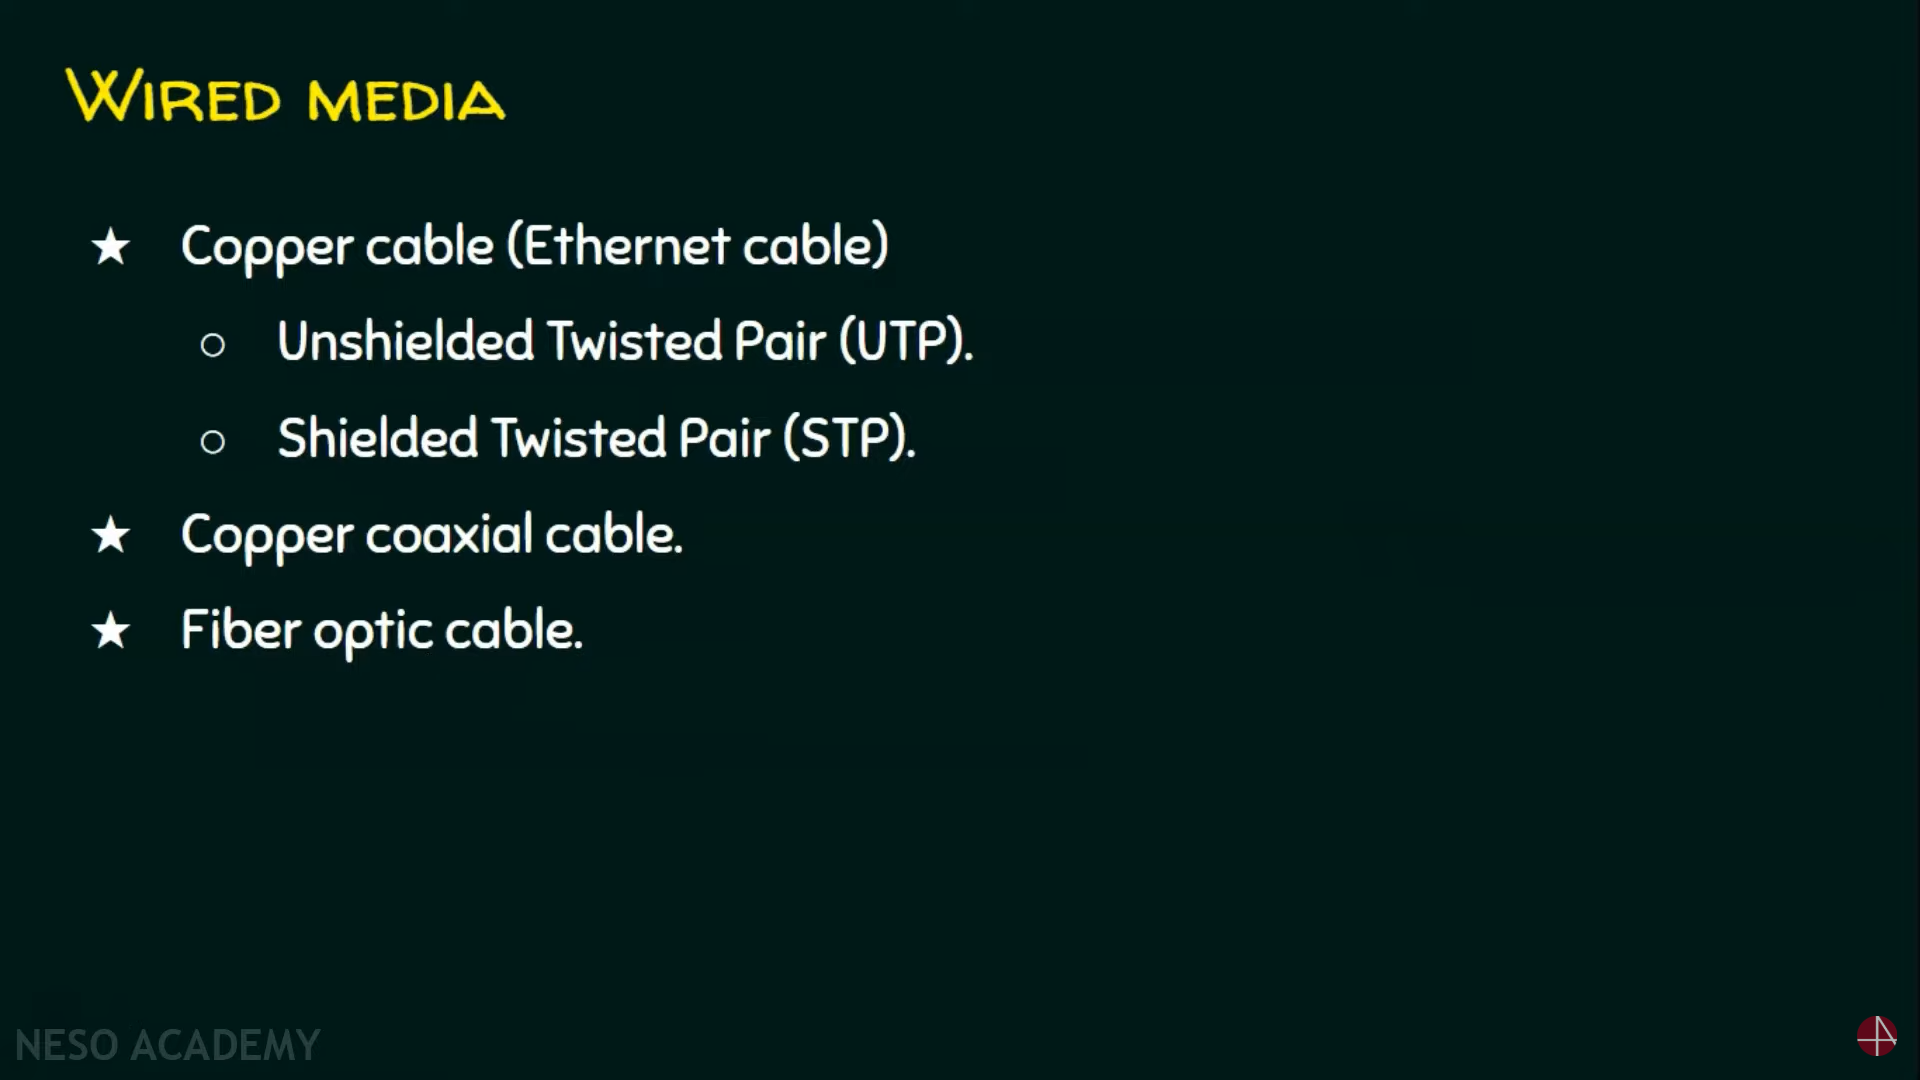 WIRED MEDIA
★ Copper cable (Ethernet cable)
○ Unshielded Twisted Pair (UTP).
○ Shielded Twisted Pair (STP).
★ Copper coaxial cable.
★ Fiber optic cable.
NESO ACADEMY